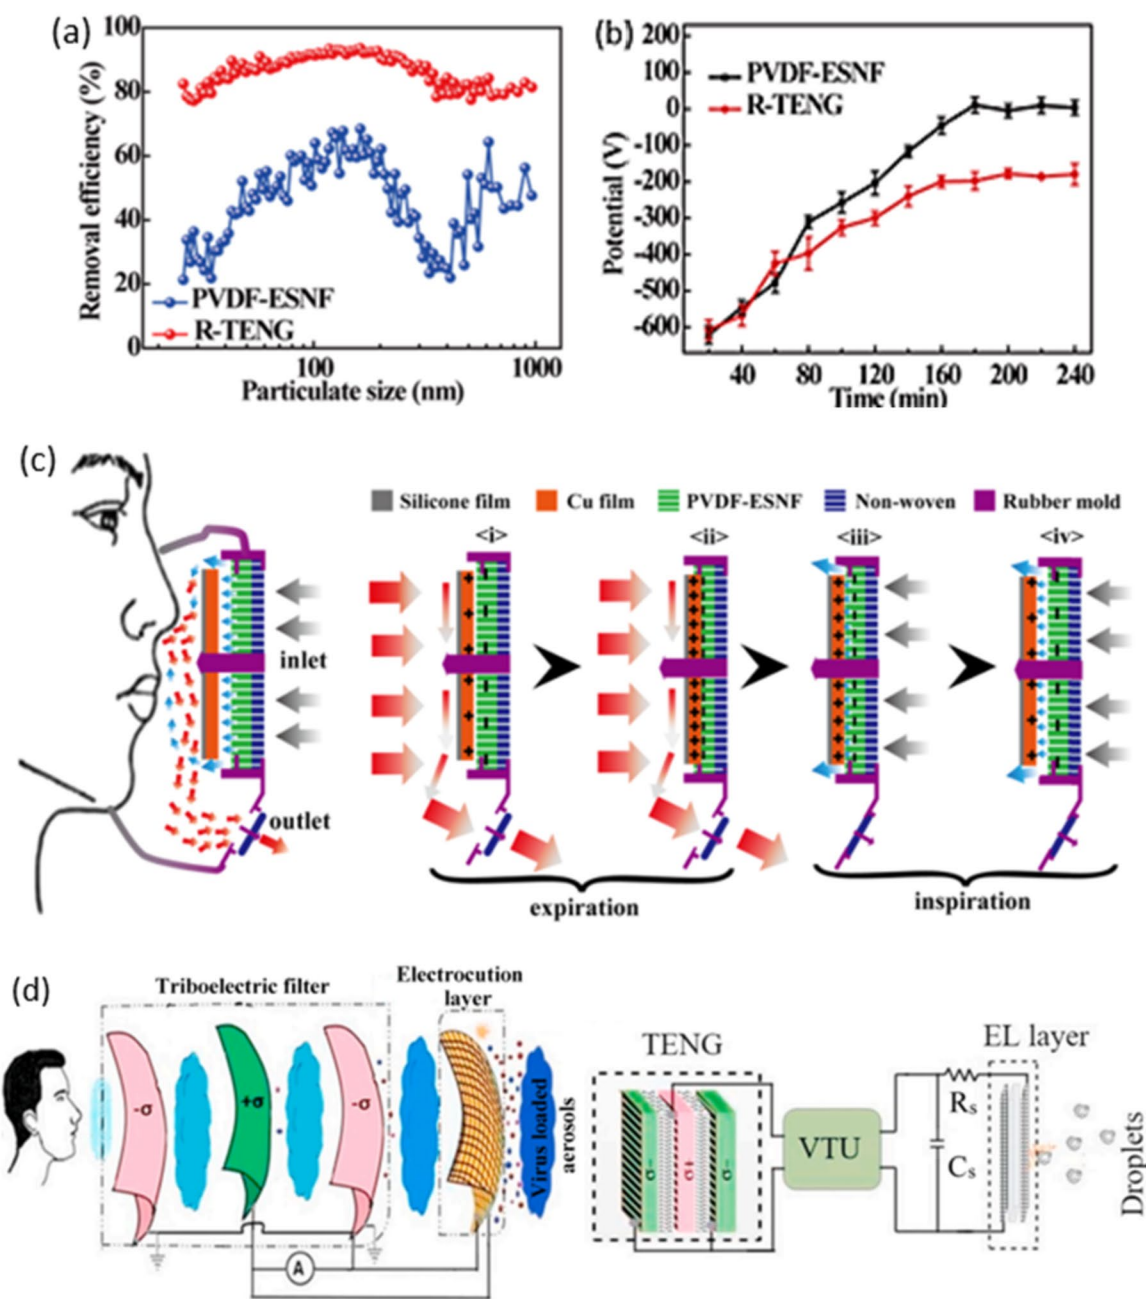 (a)
100
80
60
40
20
0
Removal efficiency (%)
PVDF-ESNF
R-TENG
100
1000
Particulate size (nm)
(b)
200
100
0
-100
-200
-300
-400
-500
-600
Potential (V)
PVDF-ESNF
R-TENG
40
80
120
160
200
240
Time (min)
(c)
Silicone film
Cu film
PVDF-ESNF
Non-woven
Rubber mold
<i>
<ii>
<iii>
<iv>
inlet
outlet
expiration
inspiration
(d)
Triboelectric filter
Electrocution
layer
-σ
+σ
-σ
A
Virus loaded
aerosols
TENG
σ-
σ+
σ-
VTU
Rs
Cs
EL layer
Droplets